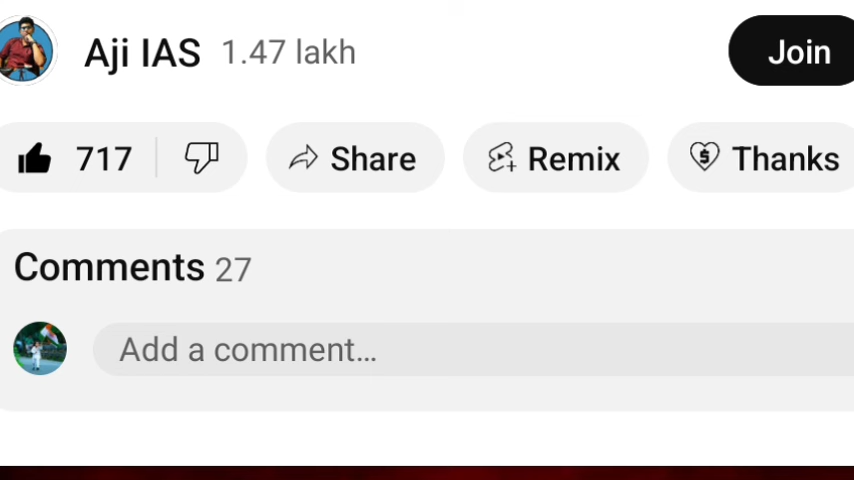 Aji IAS 1.47 lakh Join
717 Share Remix Thanks
Comments 27
Add a comment...